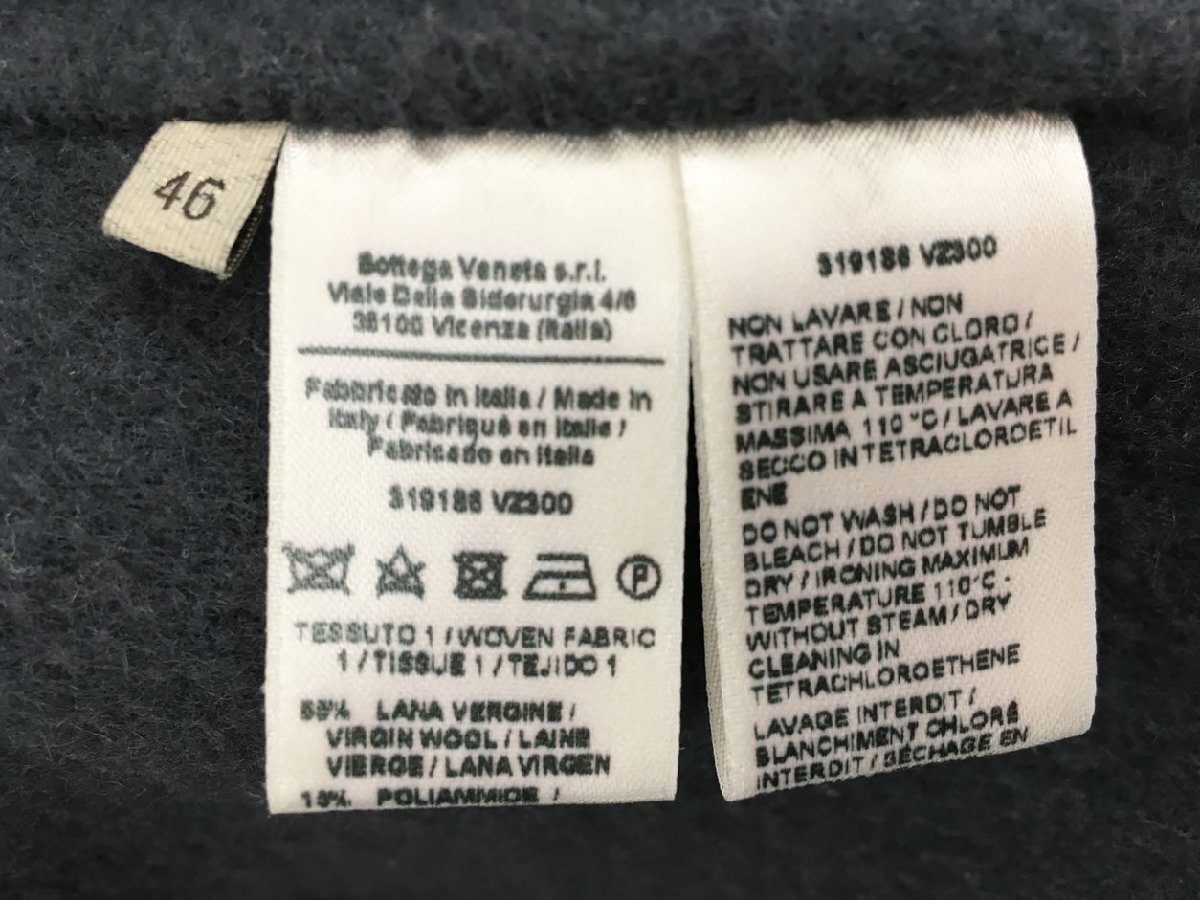 46
Bottega Veneta s.r.l.
Viale Della Siderurgia 4/6
36100 Vicenza (Italia)
Fabbricato in Italia / Made in
Italy / Fabriqué en Italie /
Fabricado en Italia
319186 VZ300
P
TESSUTO 1 / WOVEN FABRIC
1 / TISSUE 1 / TEJIDO 1
LANA VERGINE /
VIRGIN WOOL / LAINE
VIERGE / LANA VIRGEN
POLIAMMIDE /
319186 VZ300
NON LAVARE / NON
TRATTARE CON CLORO /
NON USARE ASCIUGATRICE /
STIRARE A TEMPERATURA
MASSIMA 110 °C / LAVARE A
SECCO IN TETRACLOROETIL
ENE
DO NOT WASH / DO NOT
BLEACH / DO NOT TUMBLE
DRY / IRONING MAXIMUM
TEMPERATURE 110°C -
WITHOUT STEAM / DRY
CLEANING IN
TETRACHLOROETHENE
LAVAGE INTERDIT /
BLANCHIMENT CHLORÉ
INTERDIT / SÉCHAGE EN